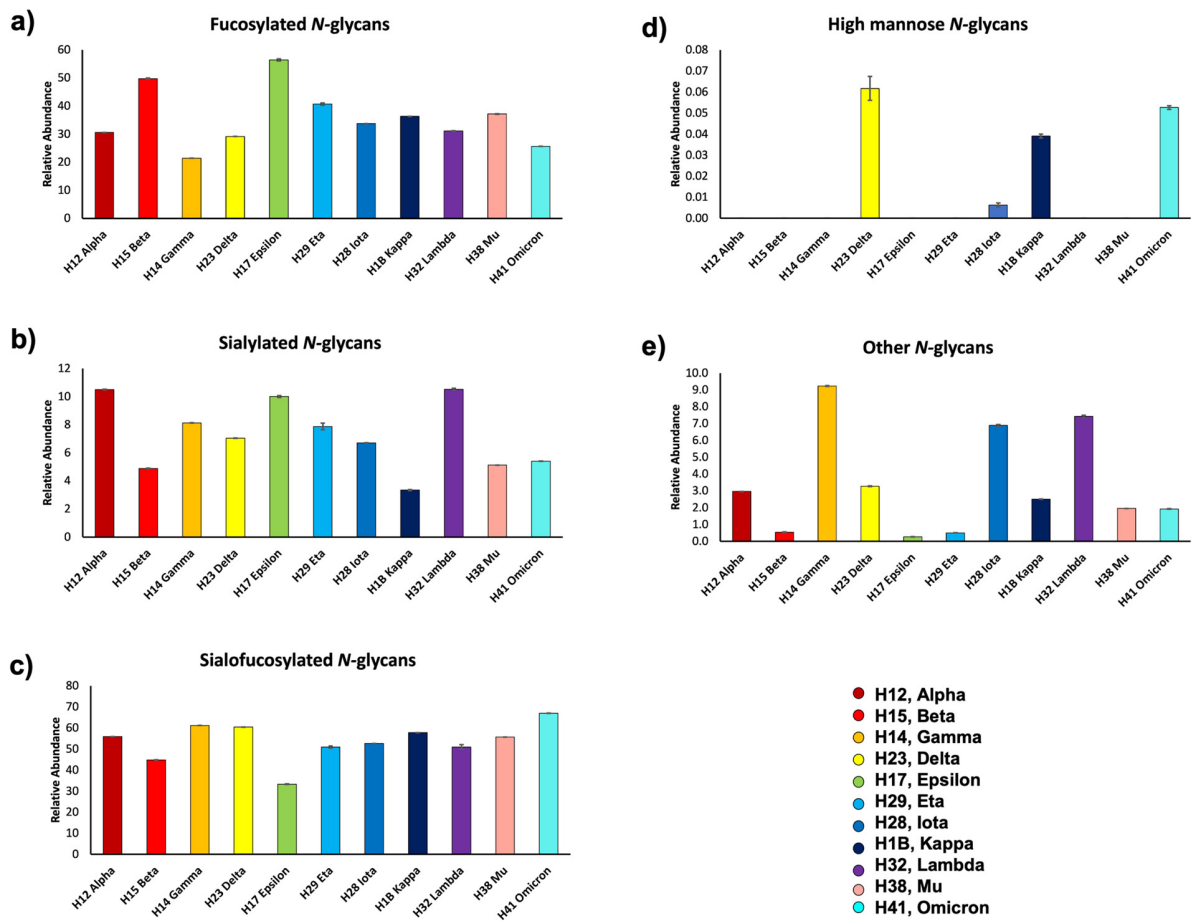 a)
Fucosylated N-glycans
Relative Abundance
60
50
40
30
20
10
0
H12 Alpha
H15 Beta
H14 Gamma
H23 Delta
H17 Epsilon
H29 Eta
H28 Iota
H1B Kappa
H32 Lambda
H38 Mu
H41 Omicron
b)
Sialylated N-glycans
Relative Abundance
12
10
8
6
4
2
0
H12 Alpha
H15 Beta
H14 Gamma
H23 Delta
H17 Epsilon
H29 Eta
H28 Iota
H1B Kappa
H32 Lambda
H38 Mu
H41 Omicron
c)
Sialofucosylated N-glycans
Relative Abundance
80
70
60
50
40
30
20
10
0
H12 Alpha
H15 Beta
H14 Gamma
H23 Delta
H17 Epsilon
H29 Eta
H28 Iota
H1B Kappa
H32 Lambda
H38 Mu
H41 Omicron
d)
High mannose N-glycans
Relative Abundance
0.08
0.07
0.06
0.05
0.04
0.03
0.02
0.01
0.00
H12 Alpha
H15 Beta
H14 Gamma
H23 Delta
H17 Epsilon
H29 Eta
H28 Iota
H1B Kappa
H32 Lambda
H38 Mu
H41 Omicron
e)
Other N-glycans
Relative Abundance
10.0
9.0
8.0
7.0
6.0
5.0
4.0
3.0
2.0
1.0
0.0
H12 Alpha
H15 Beta
H14 Gamma
H23 Delta
H17 Epsilon
H29 Eta
H28 Iota
H1B Kappa
H32 Lambda
H38 Mu
H41 Omicron
H12, Alpha
H15, Beta
H14, Gamma
H23, Delta
H17, Epsilon
H29, Eta
H28, Iota
H1B, Kappa
H32, Lambda
H38, Mu
H41, Omicron